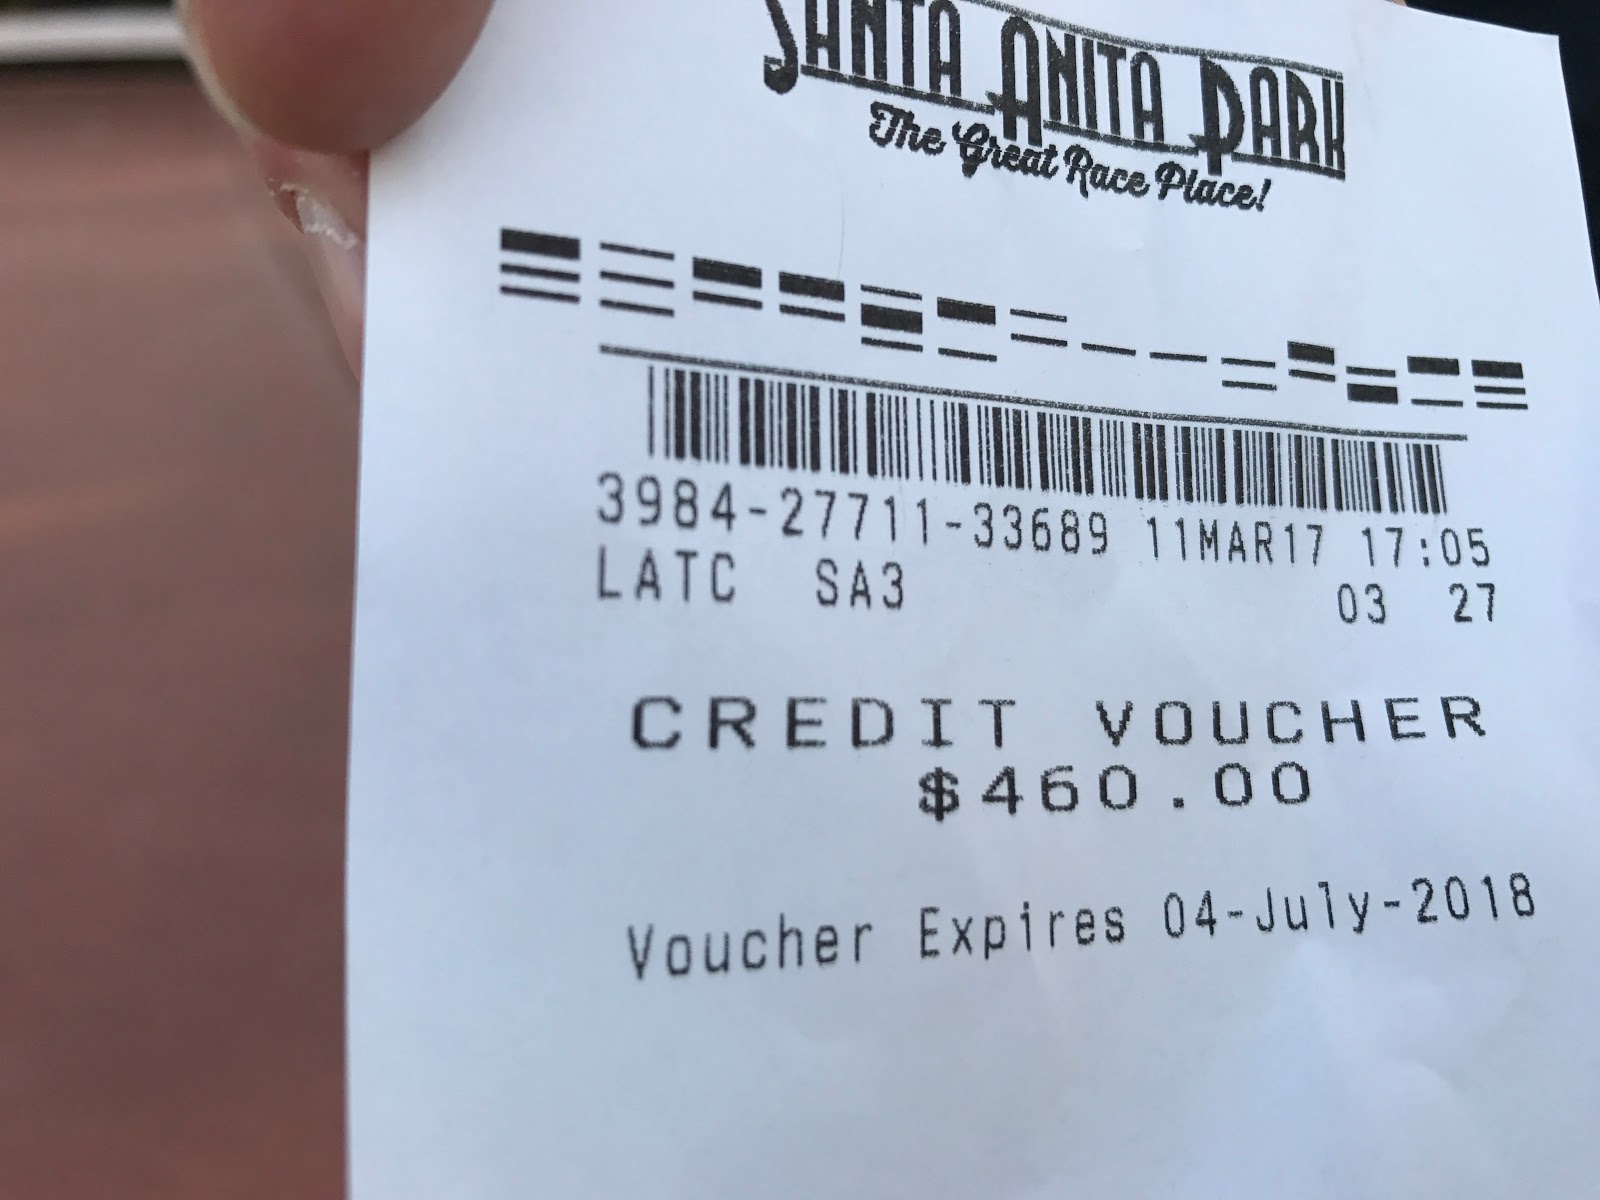 SANTA ANITA PARK
The Great Race Place!
3984-27711-33689 11MAR17 17:05
LATC SA3 03 27
CREDIT VOUCHER
$460.00
Voucher Expires 04-July-2018